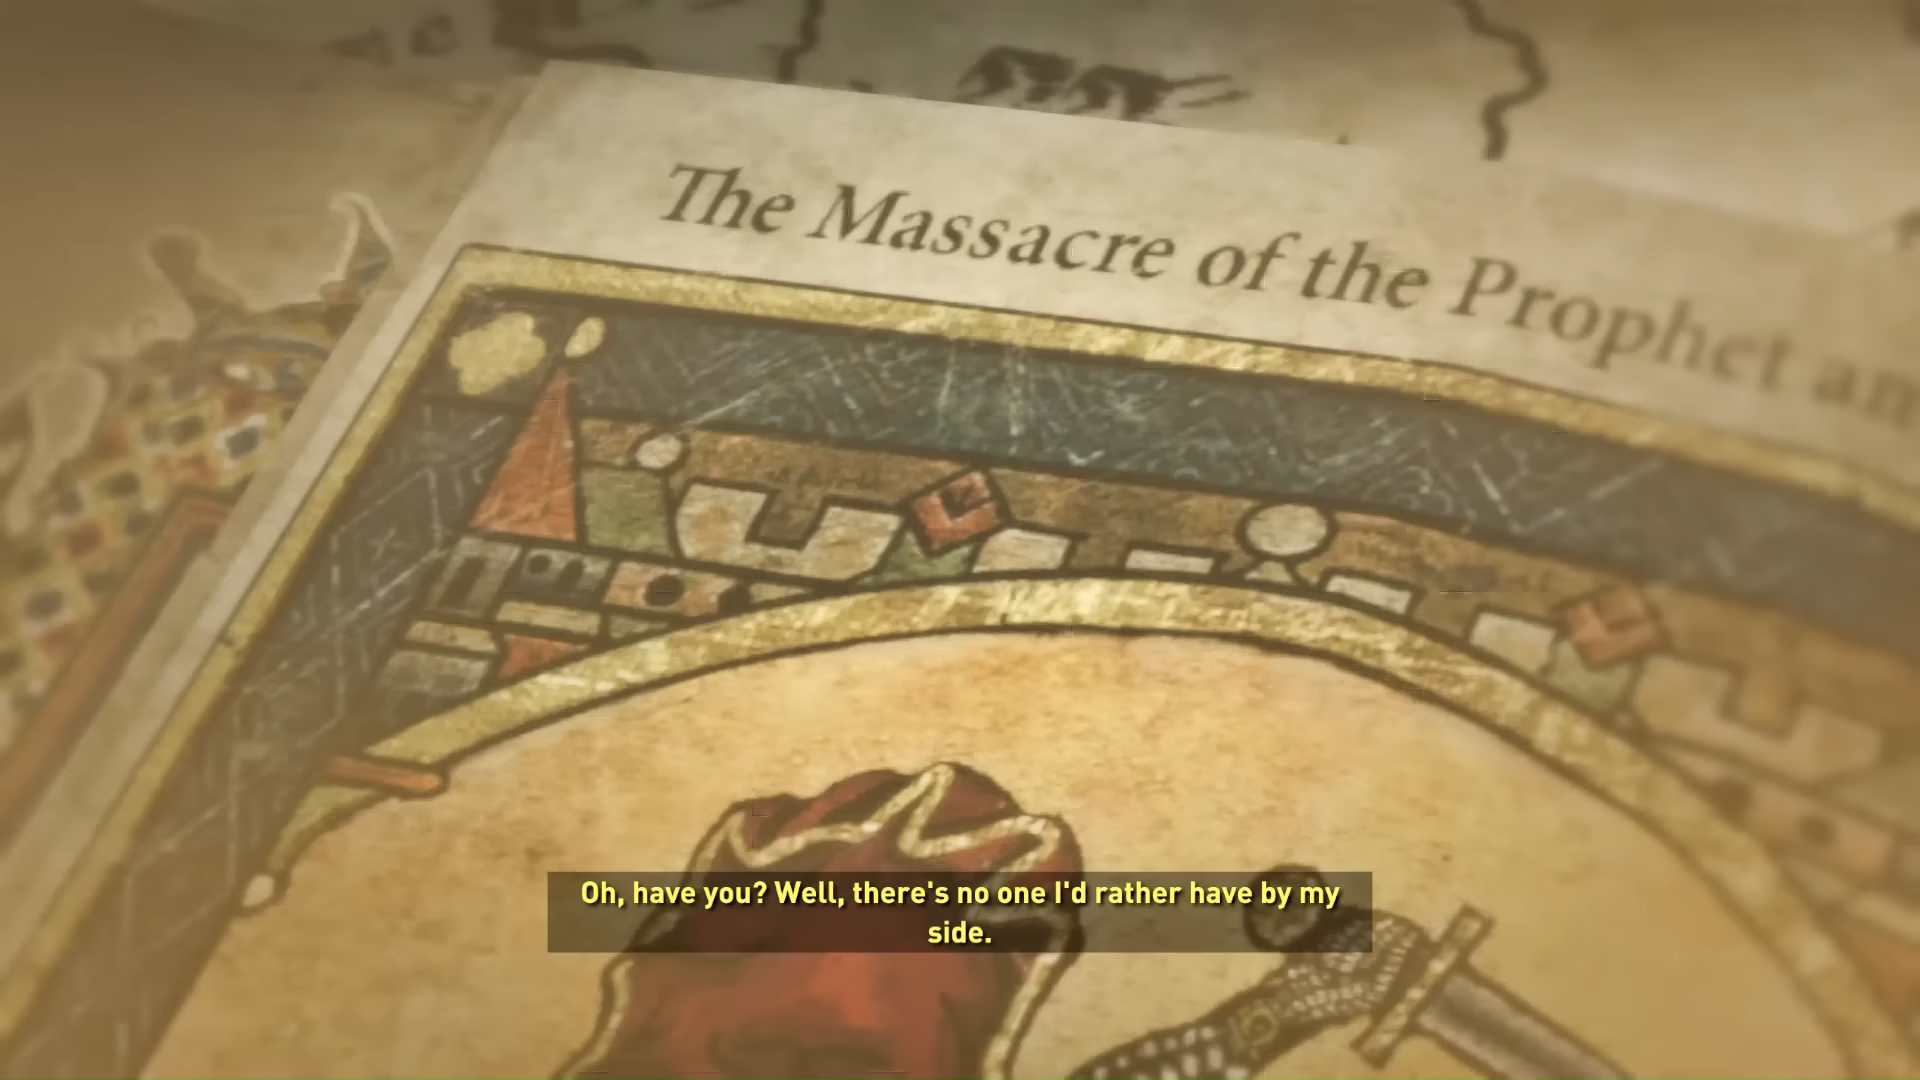 The Massacre of the Prophet
Oh, have you? Well, there's no one I'd rather have by my
side.